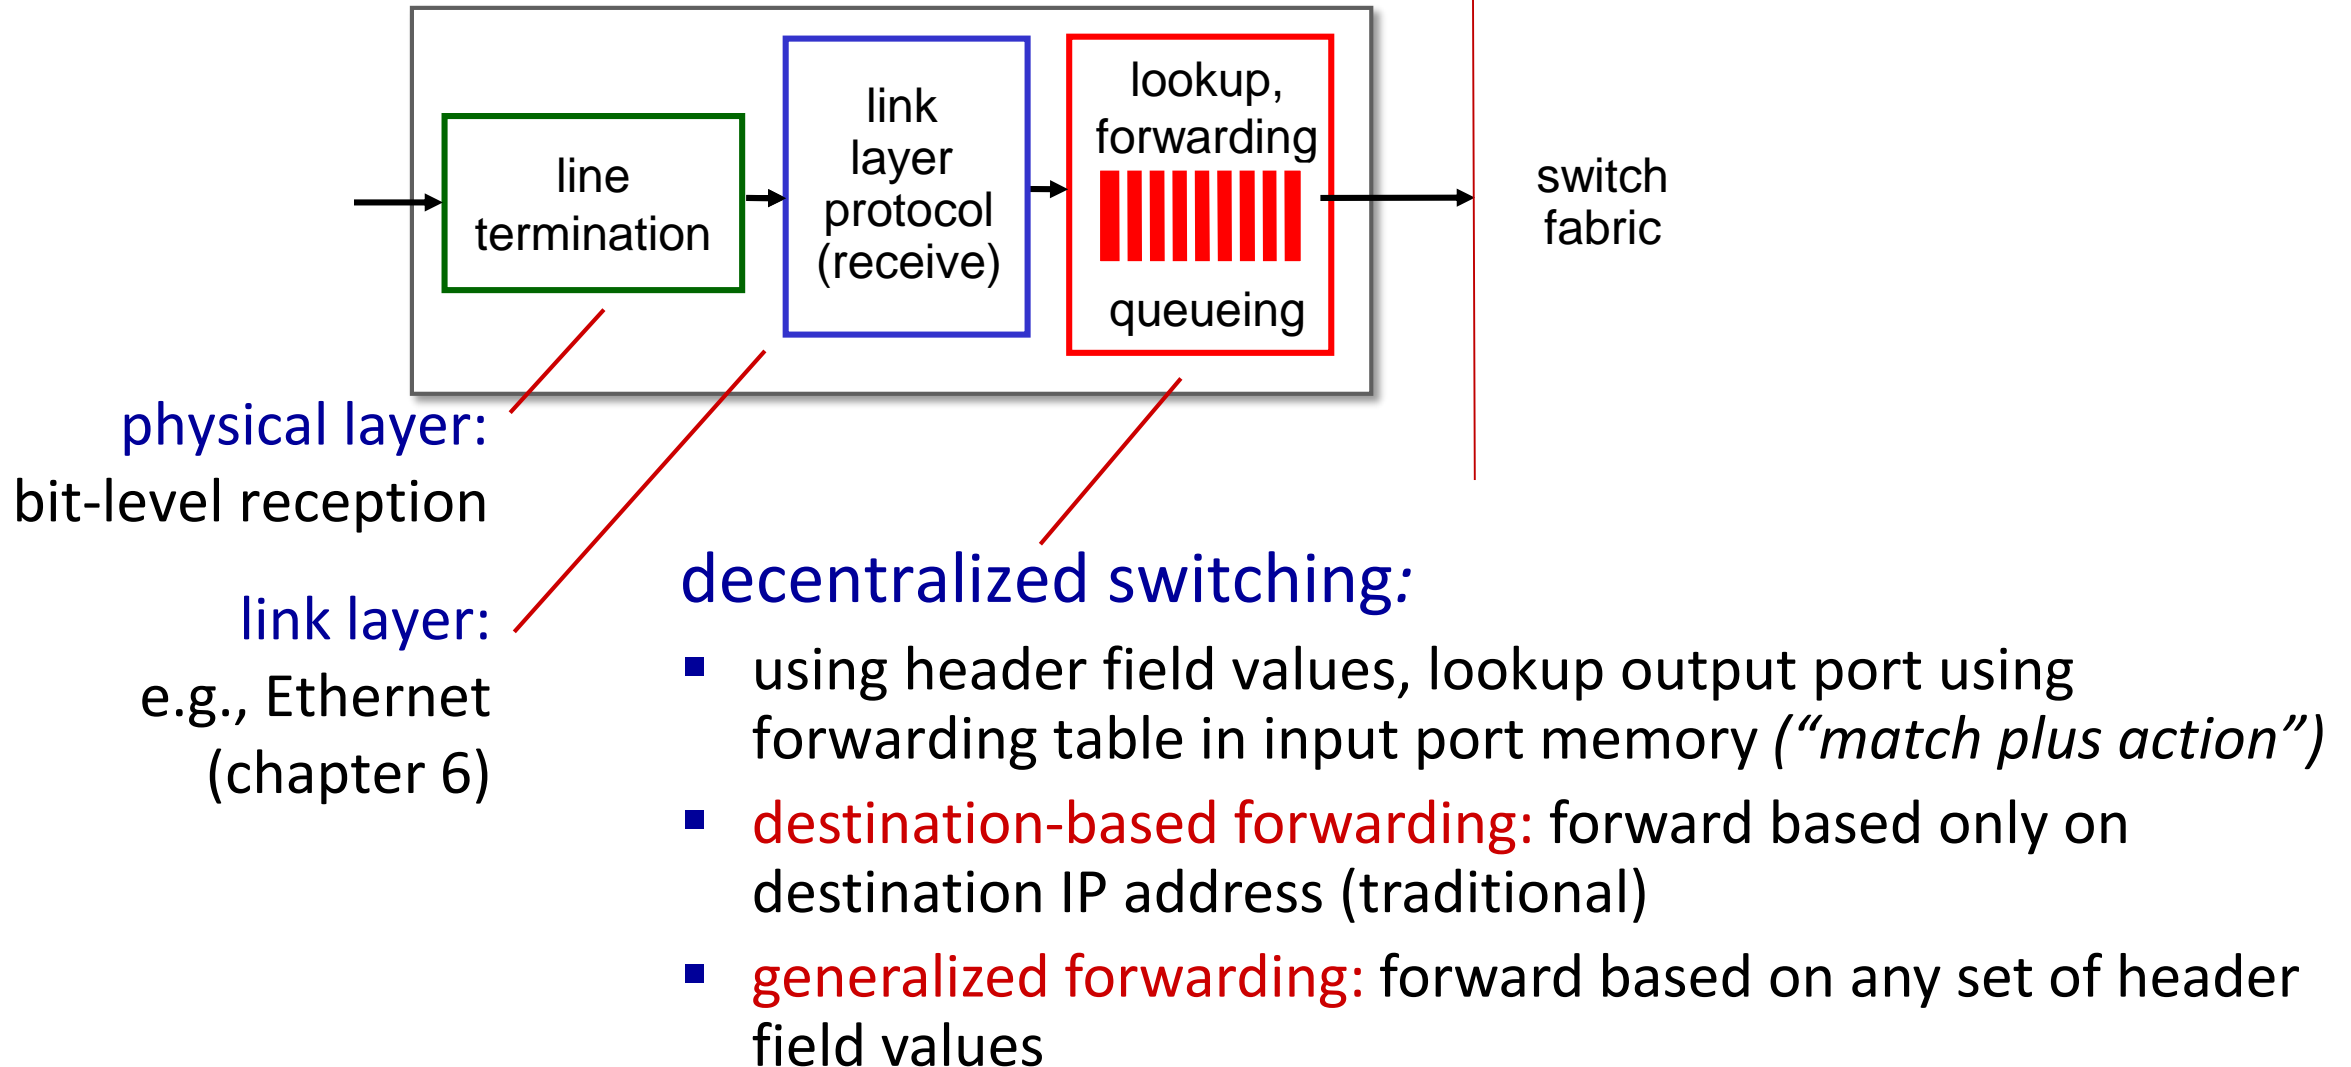 line
termination
link
layer
protocol
(receive)
lookup,
forwarding
queueing
switch
fabric
physical layer:
bit-level reception
link layer:
e.g., Ethernet
(chapter 6)
decentralized switching:
▪ using header field values, lookup output port using
forwarding table in input port memory (“match plus action”)
▪ destination-based forwarding: forward based only on
destination IP address (traditional)
▪ generalized forwarding: forward based on any set of header
field values